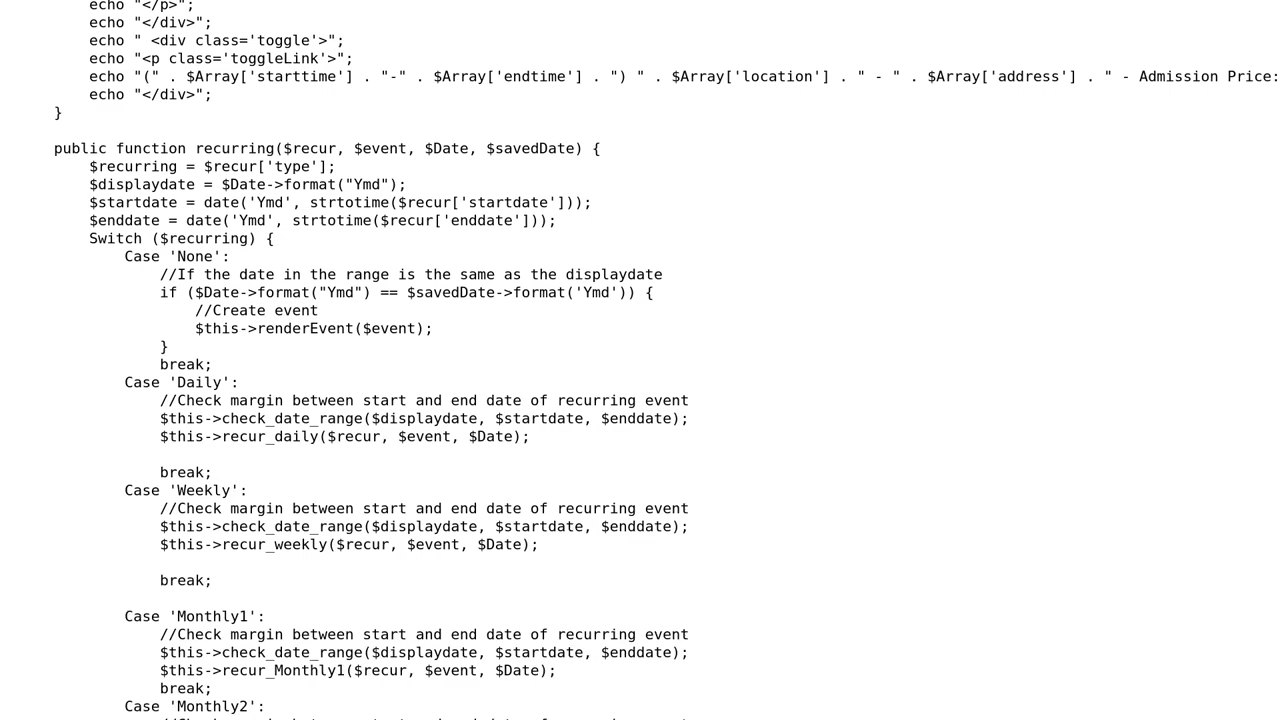 echo "</p>";
echo "</div>";
echo " <div class='toggle'>";
echo "<p class='toggleLink'>";
echo "(" . $Array['starttime'] . "-" . $Array['endtime'] . ") " . $Array['location'] . " - " . $Array['address'] . " - Admission Price:
echo "</div>";
}
public function recurring($recur, $event, $Date, $savedDate) {
$recurring = $recur['type'];
$displaydate = $Date->format("Ymd");
$startdate = date('Ymd', strtotime($recur['startdate']));
$enddate = date('Ymd', strtotime($recur['enddate']));
Switch ($recurring) {
Case 'None':
//If the date in the range is the same as the displaydate
if ($Date->format("Ymd") == $savedDate->format('Ymd')) {
//Create event
$this->renderEvent($event);
}
break;
Case 'Daily':
//Check margin between start and end date of recurring event
$this->check_date_range($displaydate, $startdate, $enddate);
$this->recur_daily($recur, $event, $Date);
break;
Case 'Weekly':
//Check margin between start and end date of recurring event
$this->check_date_range($displaydate, $startdate, $enddate);
$this->recur_weekly($recur, $event, $Date);
break;
Case 'Monthly1':
//Check margin between start and end date of recurring event
$this->check_date_range($displaydate, $startdate, $enddate);
$this->recur_Monthly1($recur, $event, $Date);
break;
Case 'Monthly2':